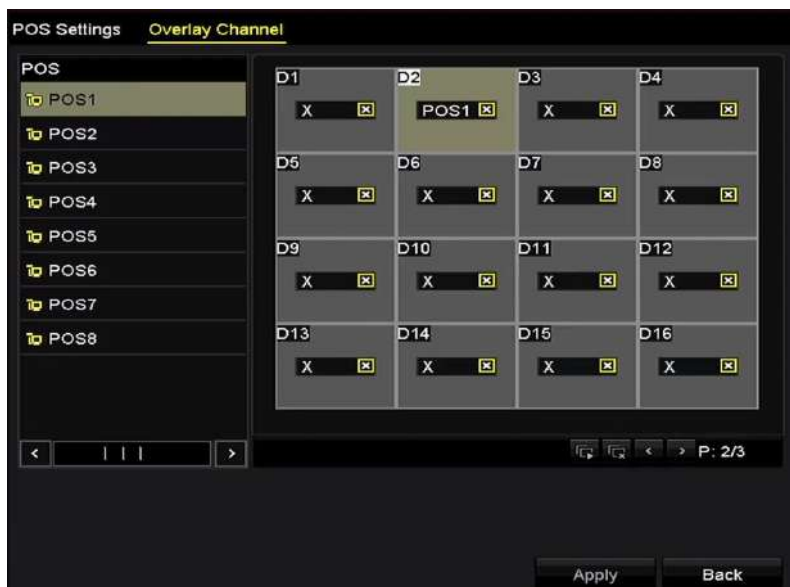 POS Settings Overlay Channel
POS
POS1
POS2
POS3
POS4
POS5
POS6
POS7
POS8
D1 D2 D3 D4
X POS1 X X
D5 D6 D7 D8
X X X X
D9 D10 D11 D12
X X X X
D13 D14 D15 D16
X X X X
P: 2/3
Apply Back